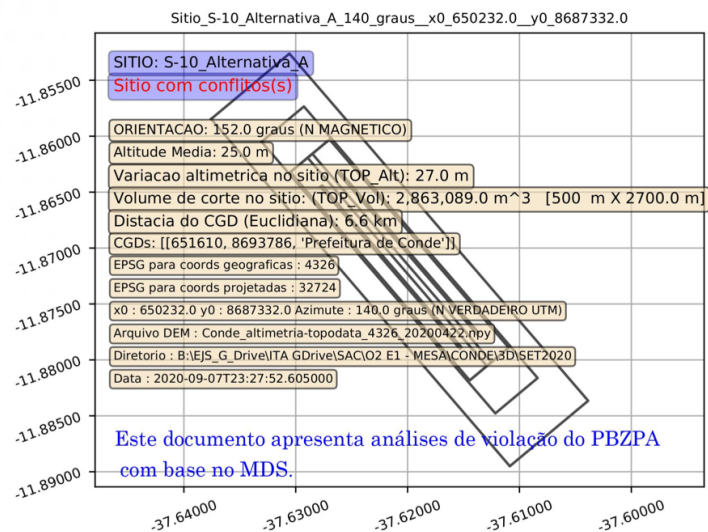 Sitio_S-10_Alternativa_A_140_graus__x0_650232.0__y0_8687332.0
SITIO: S-10_Alternativa_A
Sitio com conflitos(s)
ORIENTACAO: 152.0 graus (N MAGNETICO)
Altitude Media: 25.0 m
Variacao altimetrica no sitio (TOP_Alt): 27.0 m
Volume de corte no sitio: (TOP_Vol): 2,863,089.0 m^3 [500 m X 2700.0 m]
Distacia do CGD (Euclidiana): 6.6 km
CGDs: [[651610, 8693786, 'Prefeitura de Conde']]
EPSG para coords geograficas : 4326
EPSG para coords projetadas : 32724
x0 : 650232.0 y0 : 8687332.0 Azimute : 140.0 graus (N VERDADEIRO UTM)
Arquivo DEM : Conde_altimetria-topodata_4326_20200422.npy
Diretorio : B:\EJS_G_Drive\ITA GDrive\SAC\O2 E1 - MESA\CONDE\3D\SET2020
Data : 2020-09-07T23:27:52.605000
Este documento apresenta análises de violação do PBZPA
com base no MDS.
-11.85500
-11.86000
-11.86500
-11.87000
-11.87500
-11.88000
-11.88500
-11.89000
-37.64000
-37.63000
-37.62000
-37.61000
-37.60000